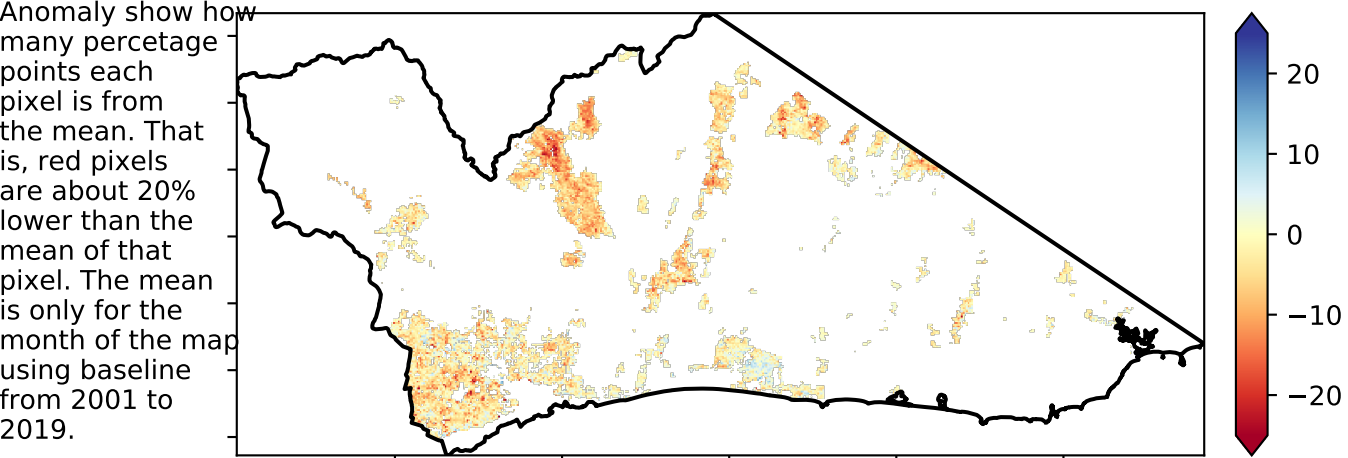 Anomaly show how
many percetage
points each
pixel is from
the mean. That
is, red pixels
are about 20%
lower than the
mean of that
pixel. The mean
is only for the
month of the map
using baseline
from 2001 to
2019.
20
10
0
−10
−20